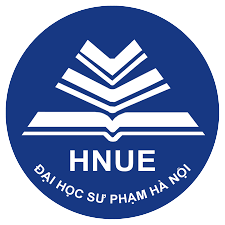 HNUE
ĐẠI HỌC SƯ PHẠM HÀ NỘI